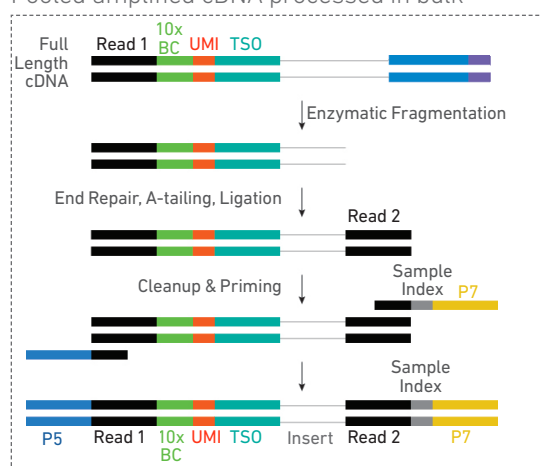 Pooled amplified cDNA processed in bulk
Full
Length
cDNA
Read 1
10x
BC
UMI
TSO
Enzymatic Fragmentation
End Repair, A-tailing, Ligation
Read 2
Cleanup & Priming
Sample
Index
P7
Sample
Index
P5
Read 1
10x
BC
UMI
TSO
Insert
Read 2
P7